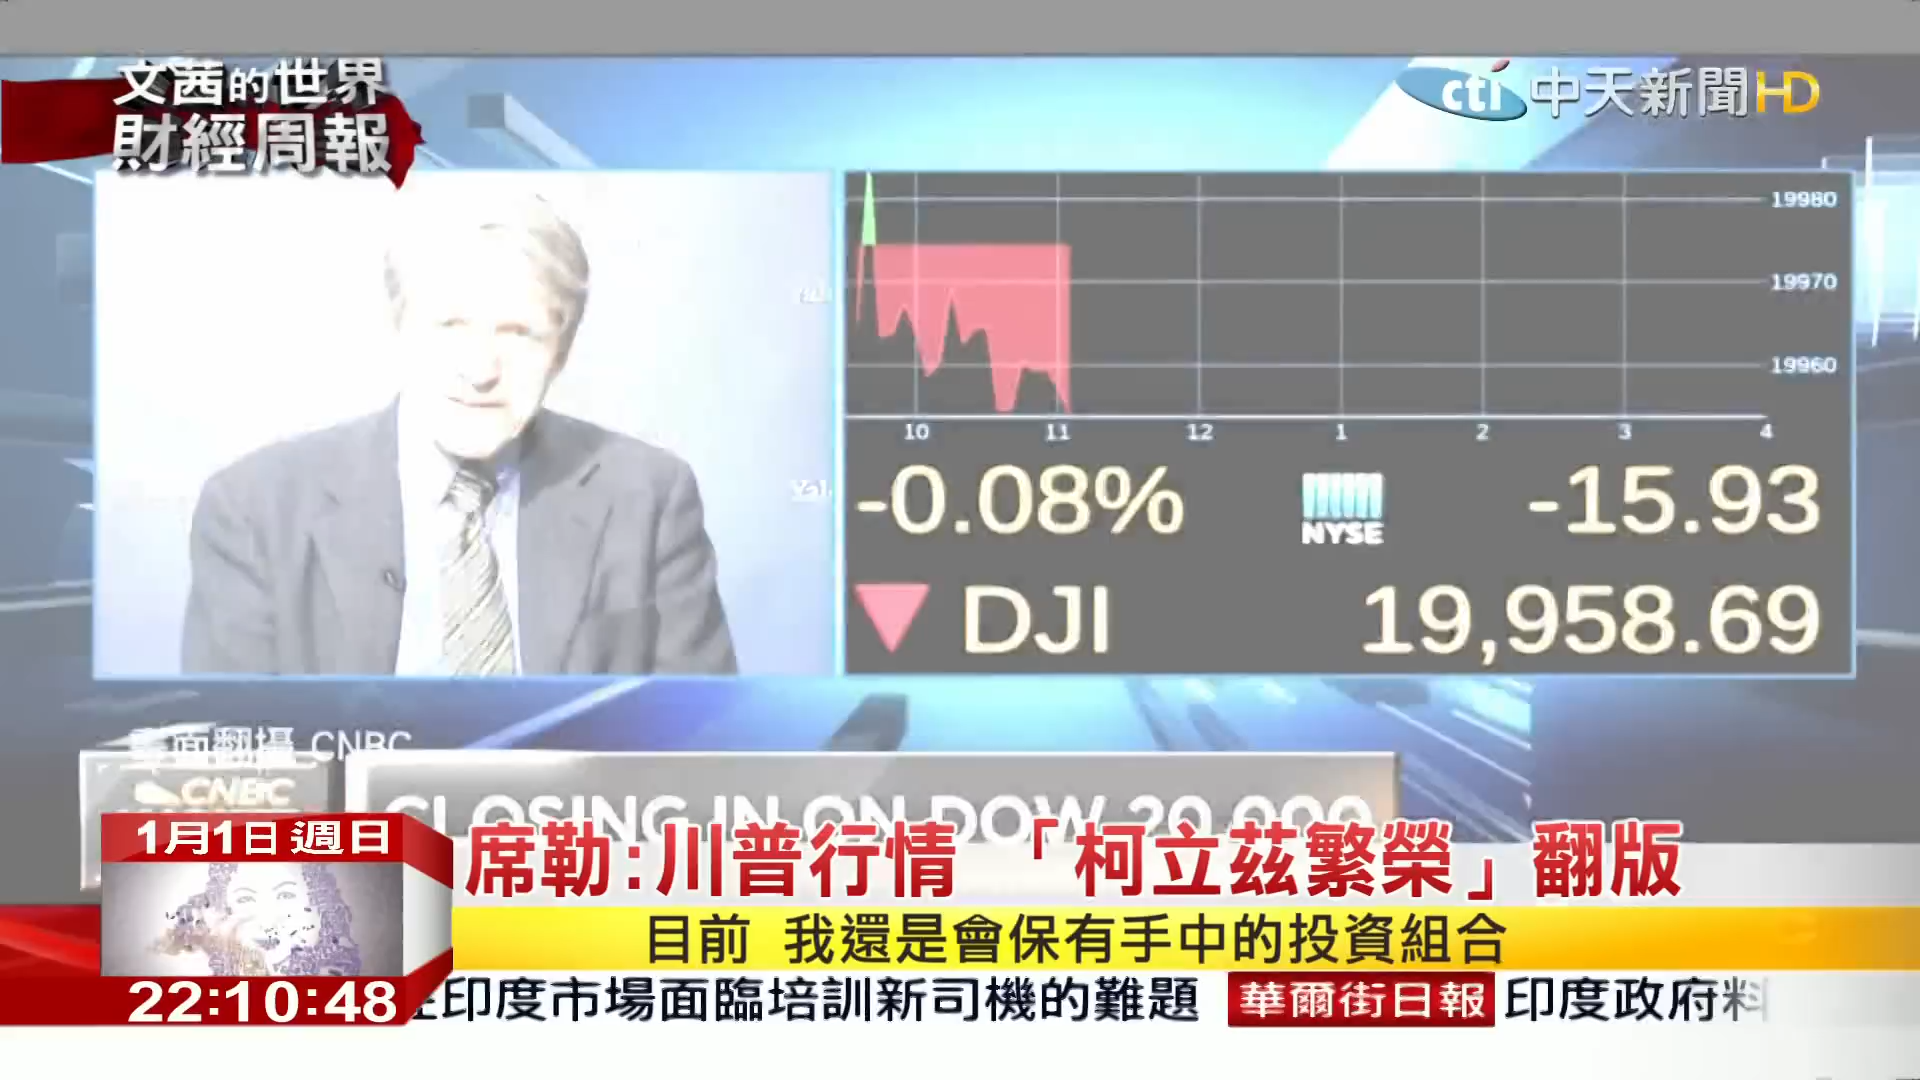 文茜的世界
財經周報
cti 中天新聞HD
19980
19970
19960
10 11 12 1 2 3 4
-0.08% NYSE -15.93
DJI 19,958.69
畫面翻攝 CNBC
CNBC
CLOSING IN ON DOW 20,000
1月1日 週日
席勒:川普行情 「柯立茲繁榮」翻版
目前 我還是會保有手中的投資組合
22:10:48
印度市場面臨培訓新司機的難題 華爾街日報 印度政府料